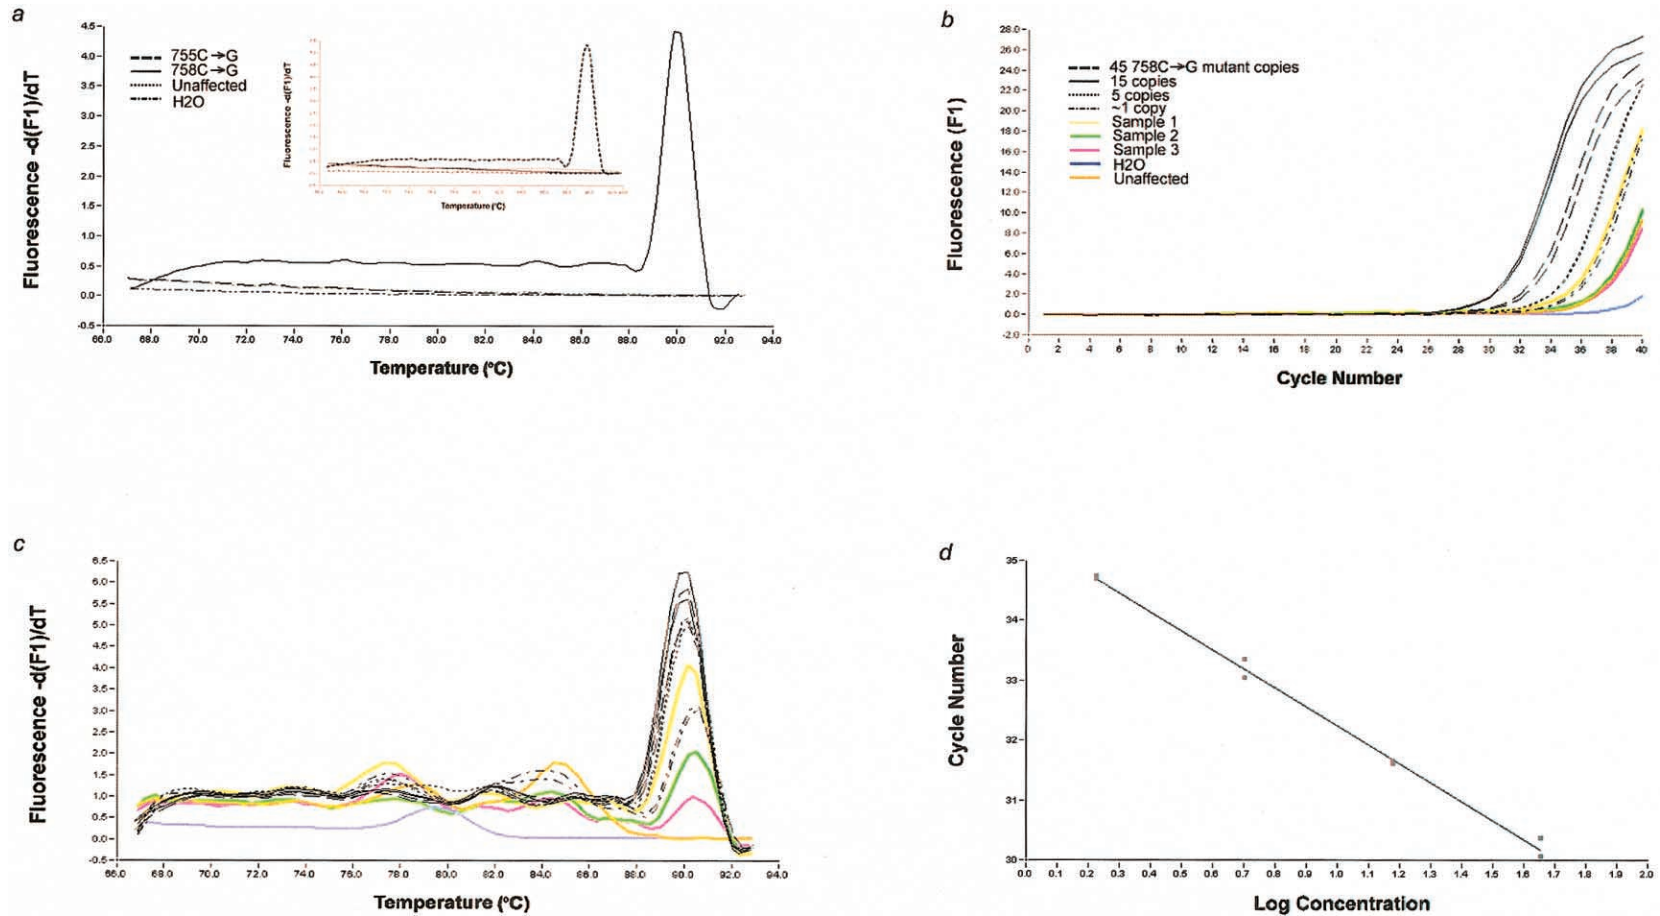 a
4.5
4.0
3.5
3.0
2.5
2.0
1.5
1.0
0.5
0.0
-0.5
Fluorescence -d(F1)/dT
755C→G
758C→G
Unaffected
H2O
Fluorescence -d(F1)/dT
Temperature (°C)
66.0 68.0 70.0 72.0 74.0 76.0 78.0 80.0 82.0 84.0 86.0 88.0 90.0 92.0 94.0
Temperature (°C)
b
28.0
26.0
24.0
22.0
20.0
18.0
16.0
14.0
12.0
10.0
8.0
6.0
4.0
2.0
0.0
-2.0
Fluorescence (F1)
45 758C→G mutant copies
15 copies
5 copies
~1 copy
Sample 1
Sample 2
Sample 3
H2O
Unaffected
0 2 4 6 8 10 12 14 16 18 20 22 24 26 28 30 32 34 36 38 40
Cycle Number
c
6.5
6.0
5.5
5.0
4.5
4.0
3.5
3.0
2.5
2.0
1.5
1.0
0.5
0.0
-0.5
Fluorescence -d(F1)/dT
66.0 68.0 70.0 72.0 74.0 76.0 78.0 80.0 82.0 84.0 86.0 88.0 90.0 92.0 94.0
Temperature (°C)
d
35
34
33
32
31
30
Cycle Number
0.0 0.1 0.2 0.3 0.4 0.5 0.6 0.7 0.8 0.9 1.0 1.1 1.2 1.3 1.4 1.5 1.6 1.7 1.8 1.9 2.0
Log Concentration